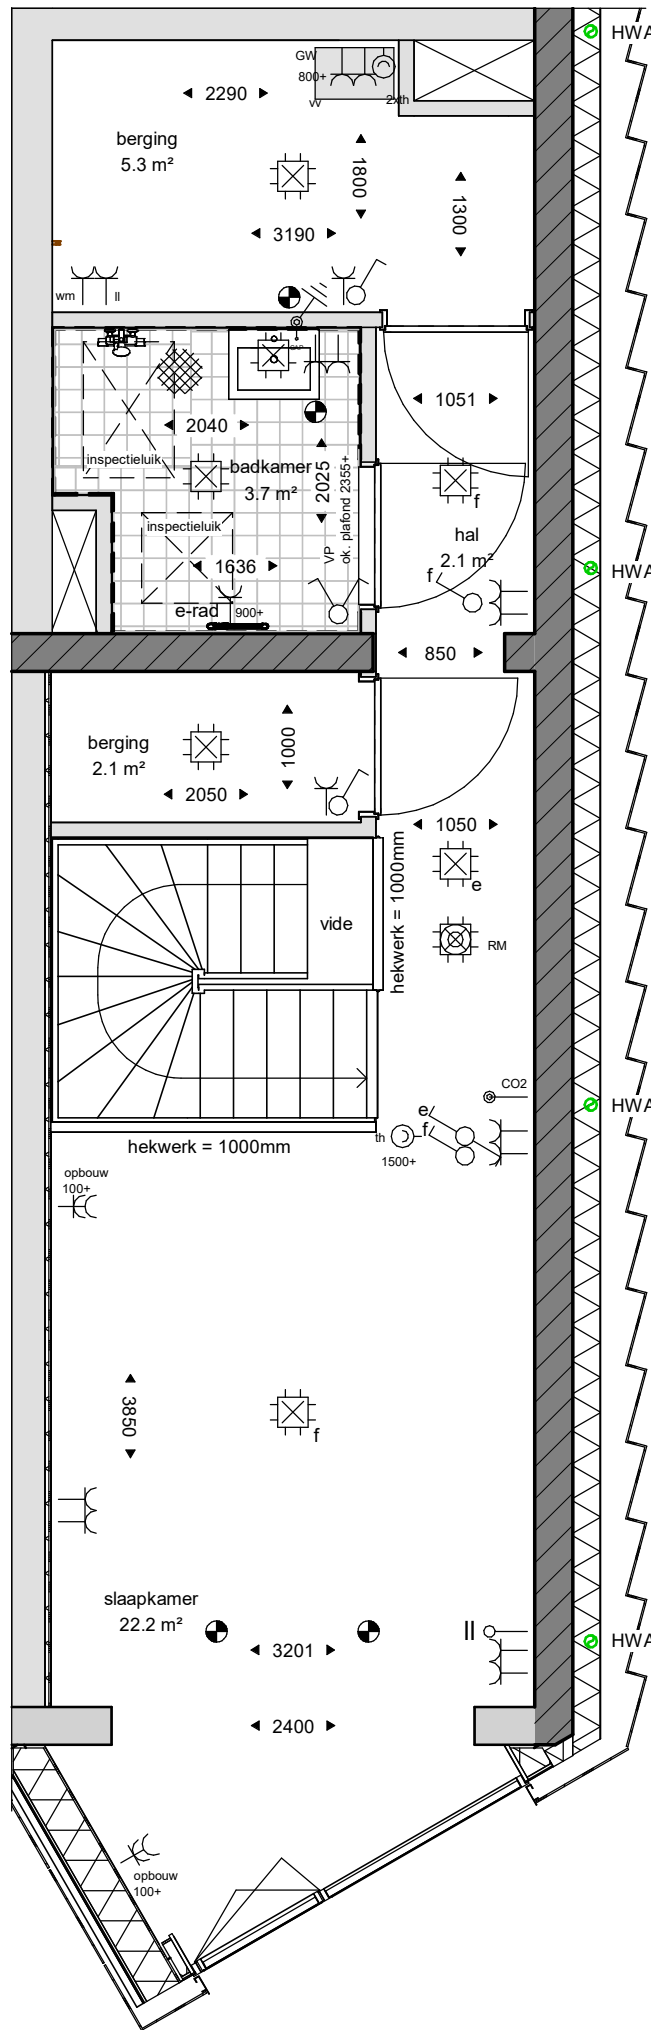 HWA
GW
800+
vv
2xth
2290
berging
5.3 m²
1800
1300
3190
wm
ll
CAP
1051
2040
inspectieluik
badkamer
3.7 m²
2025
VP
ok. plafond 2355+
f
hal
2.1 m²
inspectieluik
1636
f
HWA
e-rad
900+
850
berging
2.1 m²
1000
2050
1050
hekwerk = 1000mm
e
vide
RM
CO2
HWA
e
f
th
1500+
hekwerk = 1000mm
opbouw
100+
3850
f
slaapkamer
22.2 m²
3201
II
HWA
2400
opbouw
100+